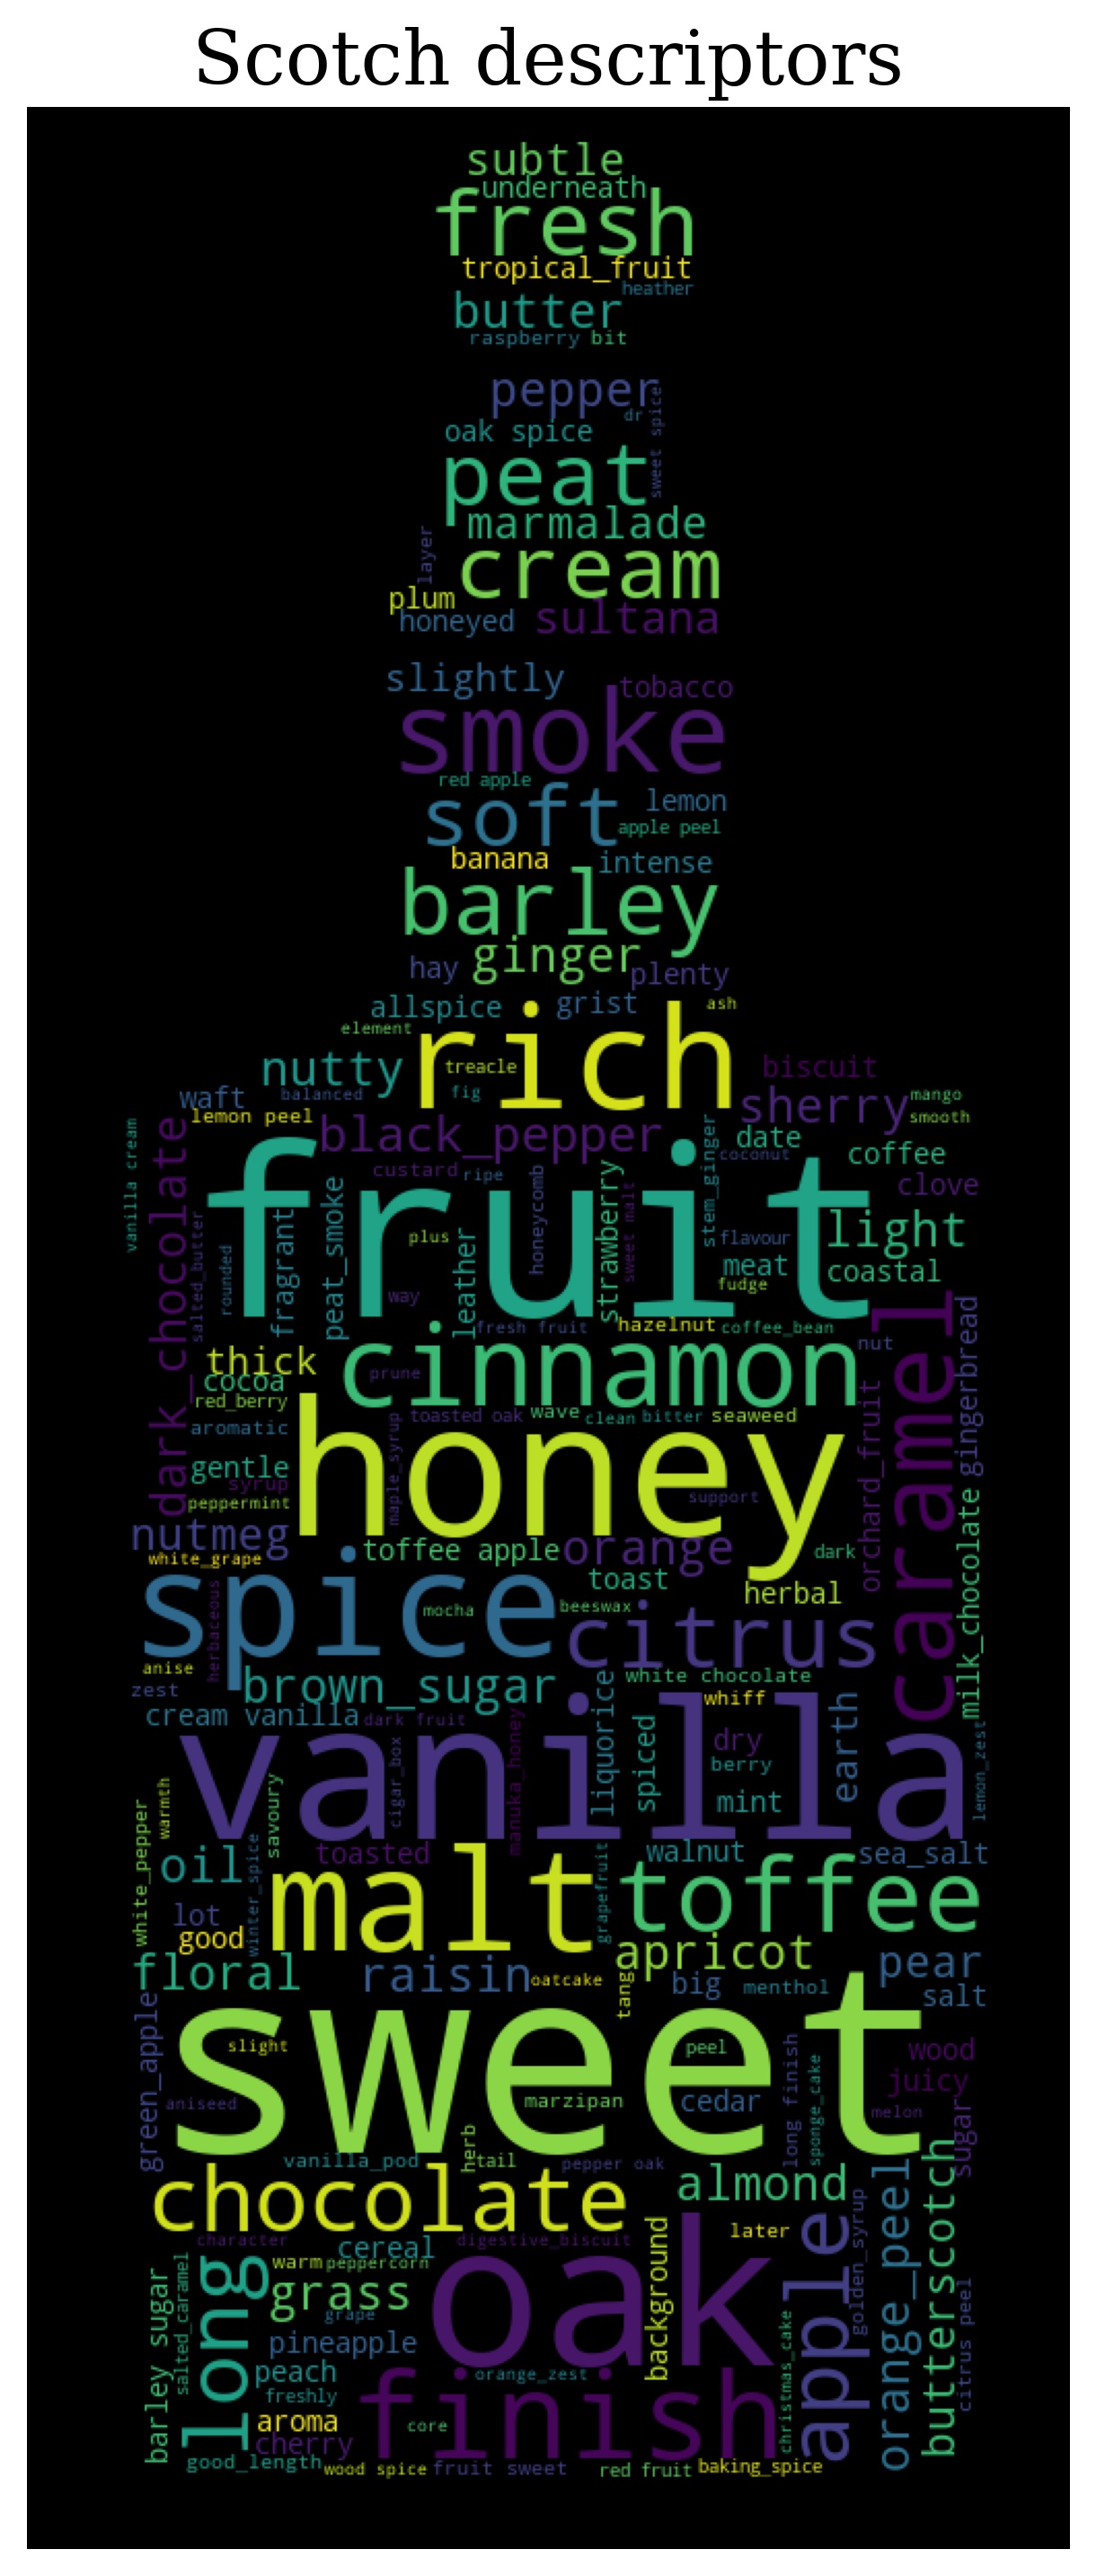 Scotch descriptors
subtle
underneath
fresh
tropical_fruit
heather
butter
raspberry bit
pepper
dr
sweet spice
oak spice
peat
marmalade
layer
cream
plum
honeyed sultana
slightly
tobacco
smoke
red apple
soft
lemon
apple peel
banana
intense
barley
ginger
hay
plenty
allspice
grist
ash
element
rich
nutty
treacle
biscuit
waft
balanced
fig
sherry
mango
lemon peel
smooth
vanilla cream
dark_chocolate
black_pepper
stem_ginger
date
coffee
custard
ripe
coconut
clove
fruit
salted_butter
rounded
fragrant
peat_smoke
plus
leather
honeycomb
strawberry
sweet malt
flavour
light
meat
coastal
fudge
way
fresh fruit
hazelnut
coffee_bean
caramel
gingerbread
thick
cinnamon
nut
cocoa
prune
red_berry
orchard_fruit
aromatic
maple_syrup
toasted oak
wave
clean
bitter
seaweed
honey
gentle
syrup
peppermint
support
milk_chocolate
nutmeg
white_grape
toffee apple
orange
dark
toast
herbal
spice
herbaceous
mocha
beeswax
citrus
anise
zest
brown_sugar
white chocolate
cream vanilla
dark fruit
liquorice
whiff
earth
vanilla
cigar_box
manuka_honey
spiced
dry
berry
mint
lemon_zest
white_pepper
warmth
savoury
toasted
walnut
sea_salt
oil
winter_spice
malt
grapefruit
toffee
lot
good
apricot
floral
raisin
oatcake
tang
big
menthol
pear
salt
green_apple
sweet
slight
peel
long finish
wood
juicy
aniseed
marzipan
cedar
sponge_cake
melon
sugar
vanilla_pod
herb
tail
pepper oak
chocolate
almond
orange_peel
butterscotch
character
cereal
digestive_biscuit
background
later
apple
golden_syrup
barley sugar
salted_caramel
long
warm
peppercorn
oak
grass
grape
pineapple
christmas_cake
citrus peel
peach
orange_zest
freshly
finish
aroma
core
cherry
good_length
wood spice
fruit sweet
red fruit
baking_spice